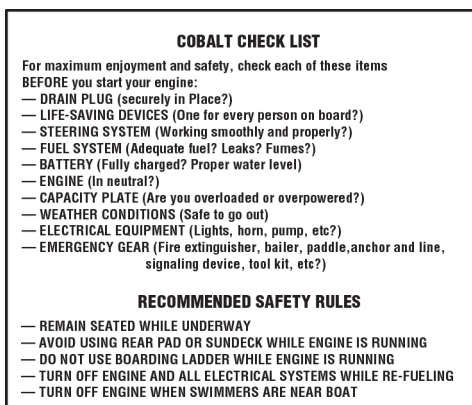 COBALT CHECK LIST
For maximum enjoyment and safety, check each of these items
BEFORE you start your engine:
— DRAIN PLUG (securely in Place?)
— LIFE-SAVING DEVICES (One for every person on board?)
— STEERING SYSTEM (Working smoothly and properly?)
— FUEL SYSTEM (Adequate fuel? Leaks? Fumes?)
— BATTERY (Fully charged? Proper water level)
— ENGINE (In neutral?)
— CAPACITY PLATE (Are you overloaded or overpowered?)
— WEATHER CONDITIONS (Safe to go out)
— ELECTRICAL EQUIPMENT (Lights, horn, pump, etc?)
— EMERGENCY GEAR (Fire extinguisher, bailer, paddle,anchor and line,
signaling device, tool kit, etc?)
RECOMMENDED SAFETY RULES
— REMAIN SEATED WHILE UNDERWAY
— AVOID USING REAR PAD OR SUNDECK WHILE ENGINE IS RUNNING
— DO NOT USE BOARDING LADDER WHILE ENGINE IS RUNNING
— TURN OFF ENGINE AND ALL ELECTRICAL SYSTEMS WHILE RE-FUELING
— TURN OFF ENGINE WHEN SWIMMERS ARE NEAR BOAT